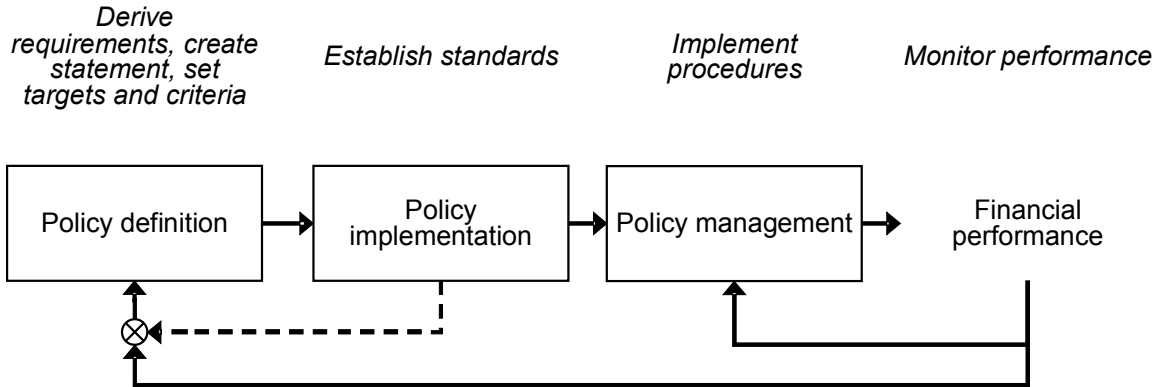 Derive
requirements, create
statement, set
targets and criteria
Establish standards
Implement
procedures
Monitor performance
Policy definition
Policy
implementation
Policy management
Financial
performance